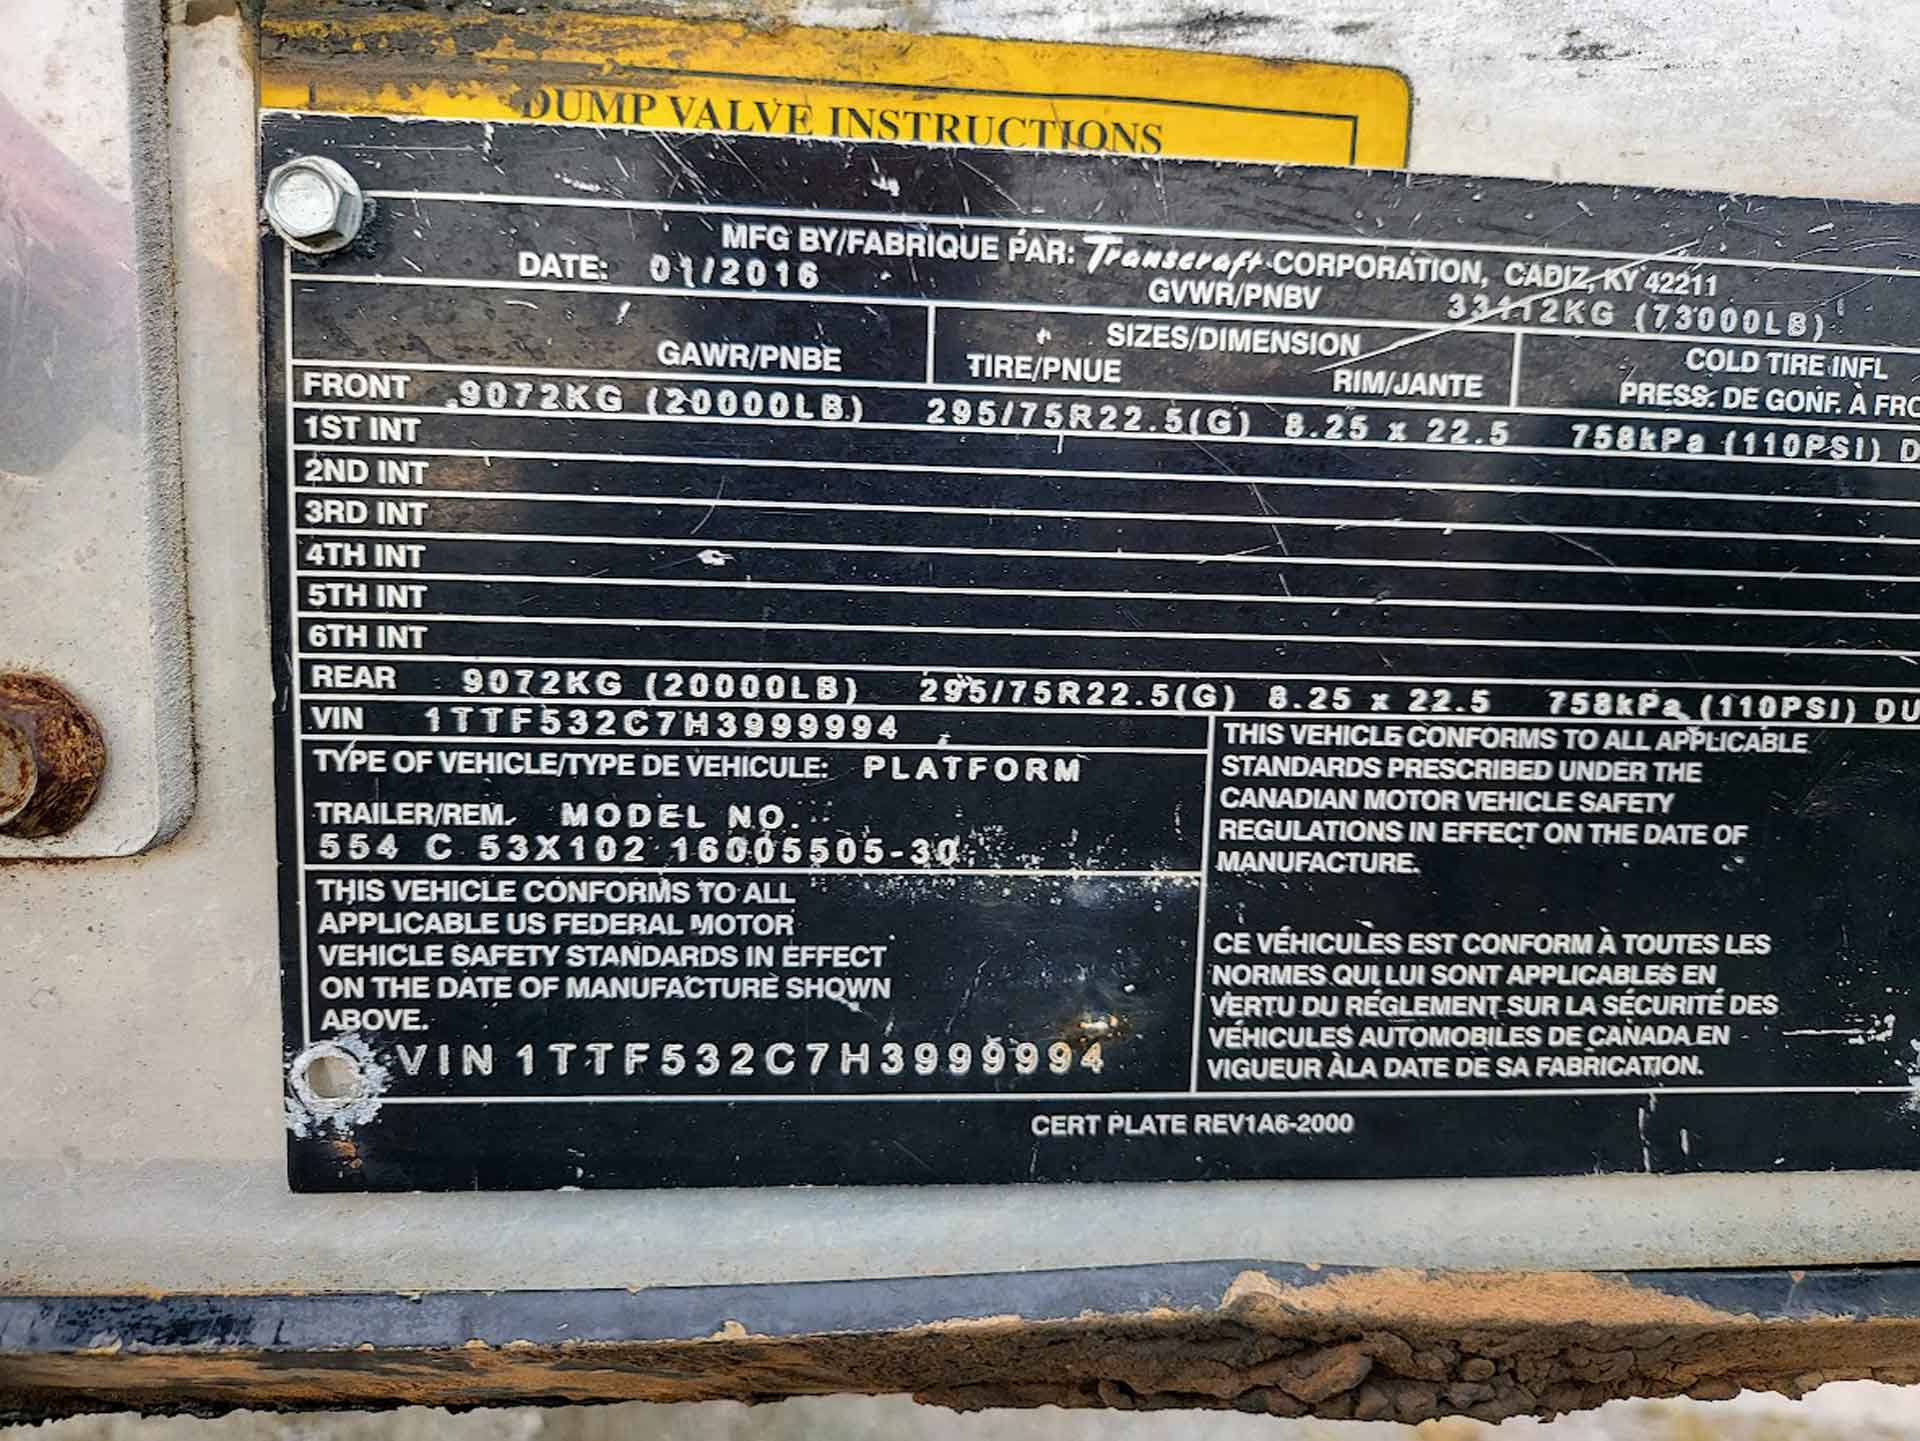 DUMP VALVE INSTRUCTIONS
MFG BY/FABRIQUE PAR: Transcraft CORPORATION, CADIZ, KY 42211
DATE: 01/2016 GVWR/PNBV 33112KG (73000LB)
GAWR/PNBE SIZES/DIMENSION COLD TIRE INFL
TIRE/PNUE RIM/JANTE PRESS. DE GONF. À FRO
FRONT 9072KG (20000LB) 295/75R22.5(G) 8.25 x 22.5 758kPa (110PSI) D
1ST INT
2ND INT
3RD INT
4TH INT
5TH INT
6TH INT
REAR 9072KG (20000LB) 295/75R22.5(G) 8.25 x 22.5 758kPa (110PSI) DU
VIN 1TTF532C7H3999994
TYPE OF VEHICLE/TYPE DE VEHICULE: PLATFORM
TRAILER/REM. MODEL NO.
554 C 53X102 16005505-30
THIS VEHICLE CONFORMS TO ALL
APPLICABLE US FEDERAL MOTOR
VEHICLE SAFETY STANDARDS IN EFFECT
ON THE DATE OF MANUFACTURE SHOWN
ABOVE.
VIN 1TTF532C7H3999994
THIS VEHICLE CONFORMS TO ALL APPLICABLE
STANDARDS PRESCRIBED UNDER THE
CANADIAN MOTOR VEHICLE SAFETY
REGULATIONS IN EFFECT ON THE DATE OF
MANUFACTURE.
CE VÉHICULES EST CONFORM À TOUTES LES
NORMES QUI LUI SONT APPLICABLES EN
VERTU DU RÉGLEMENT SUR LA SÉCURITÉ DES
VÉHICULES AUTOMOBILES DE CANADA EN
VIGUEUR ÀLA DATE DE SA FABRICATION.
CERT PLATE REV1A6-2000